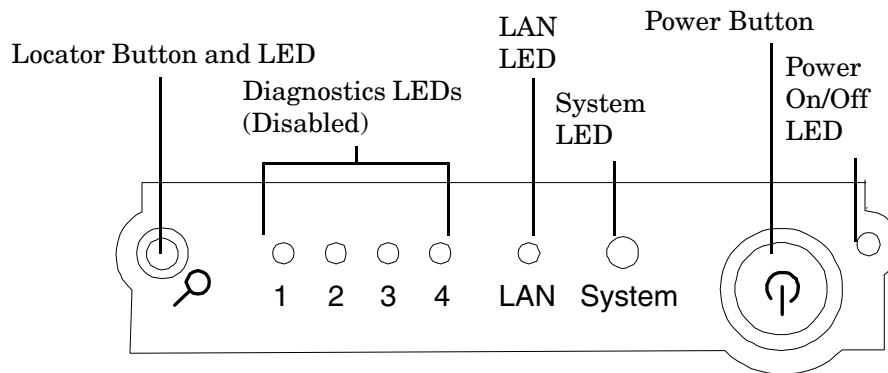 Locator Button and LED
Diagnostics LEDs
(Disabled)
LAN
LED
System
LED
Power Button
Power
On/Off
LED
1 2 3 4 LAN System